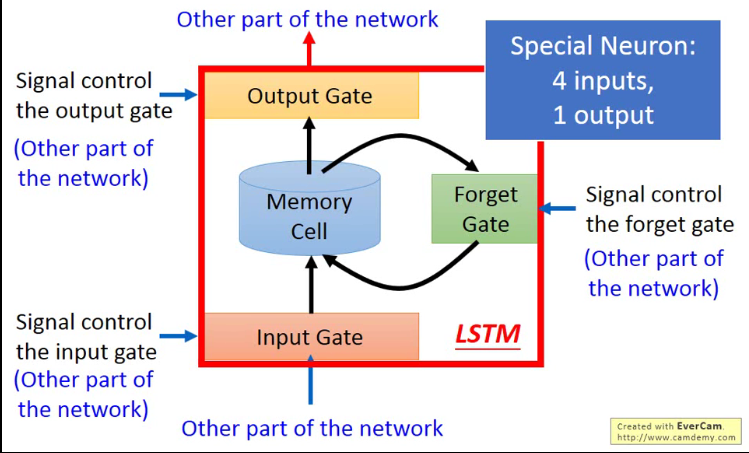 Other part of the network
Special Neuron:
4 inputs,
1 output
Signal control
the output gate
(Other part of
the network)
Output Gate
Memory
Cell
Forget
Gate
Signal control
the forget gate
(Other part of
the network)
Signal control
the input gate
(Other part of
the network)
Input Gate
LSTM
Other part of the network
Created with EverCam.
http://www.camdemy.com